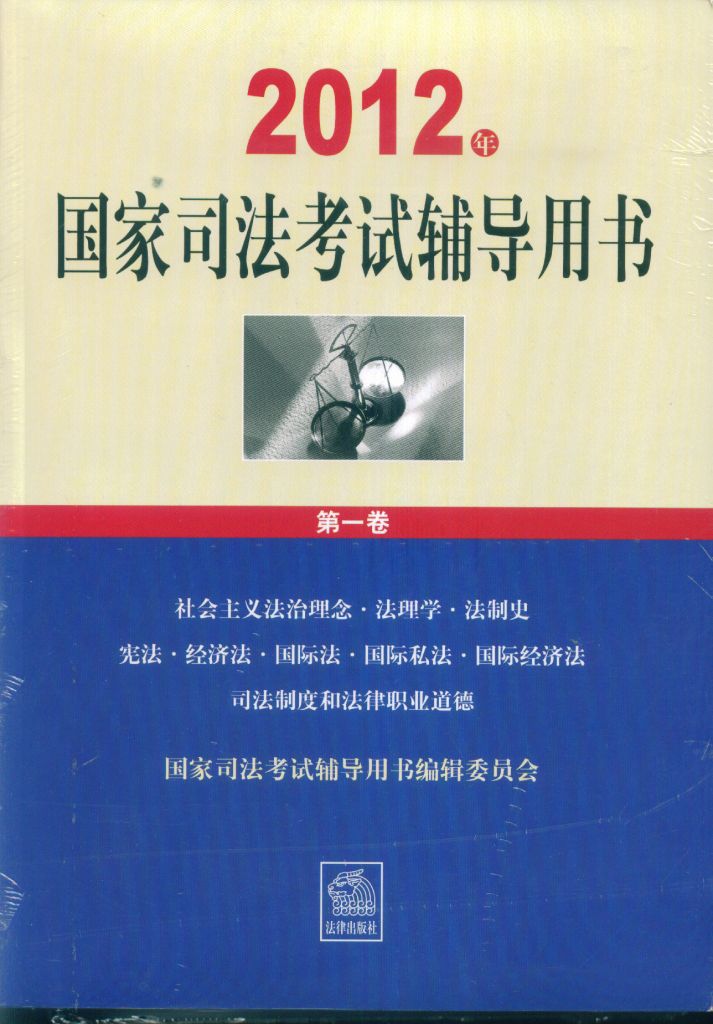 2012年
国家司法考试辅导用书
第一卷
社会主义法治理念·法理学·法制史
宪法·经济法·国际法·国际私法·国际经济法
司法制度和法律职业道德
国家司法考试辅导用书编辑委员会
法律出版社